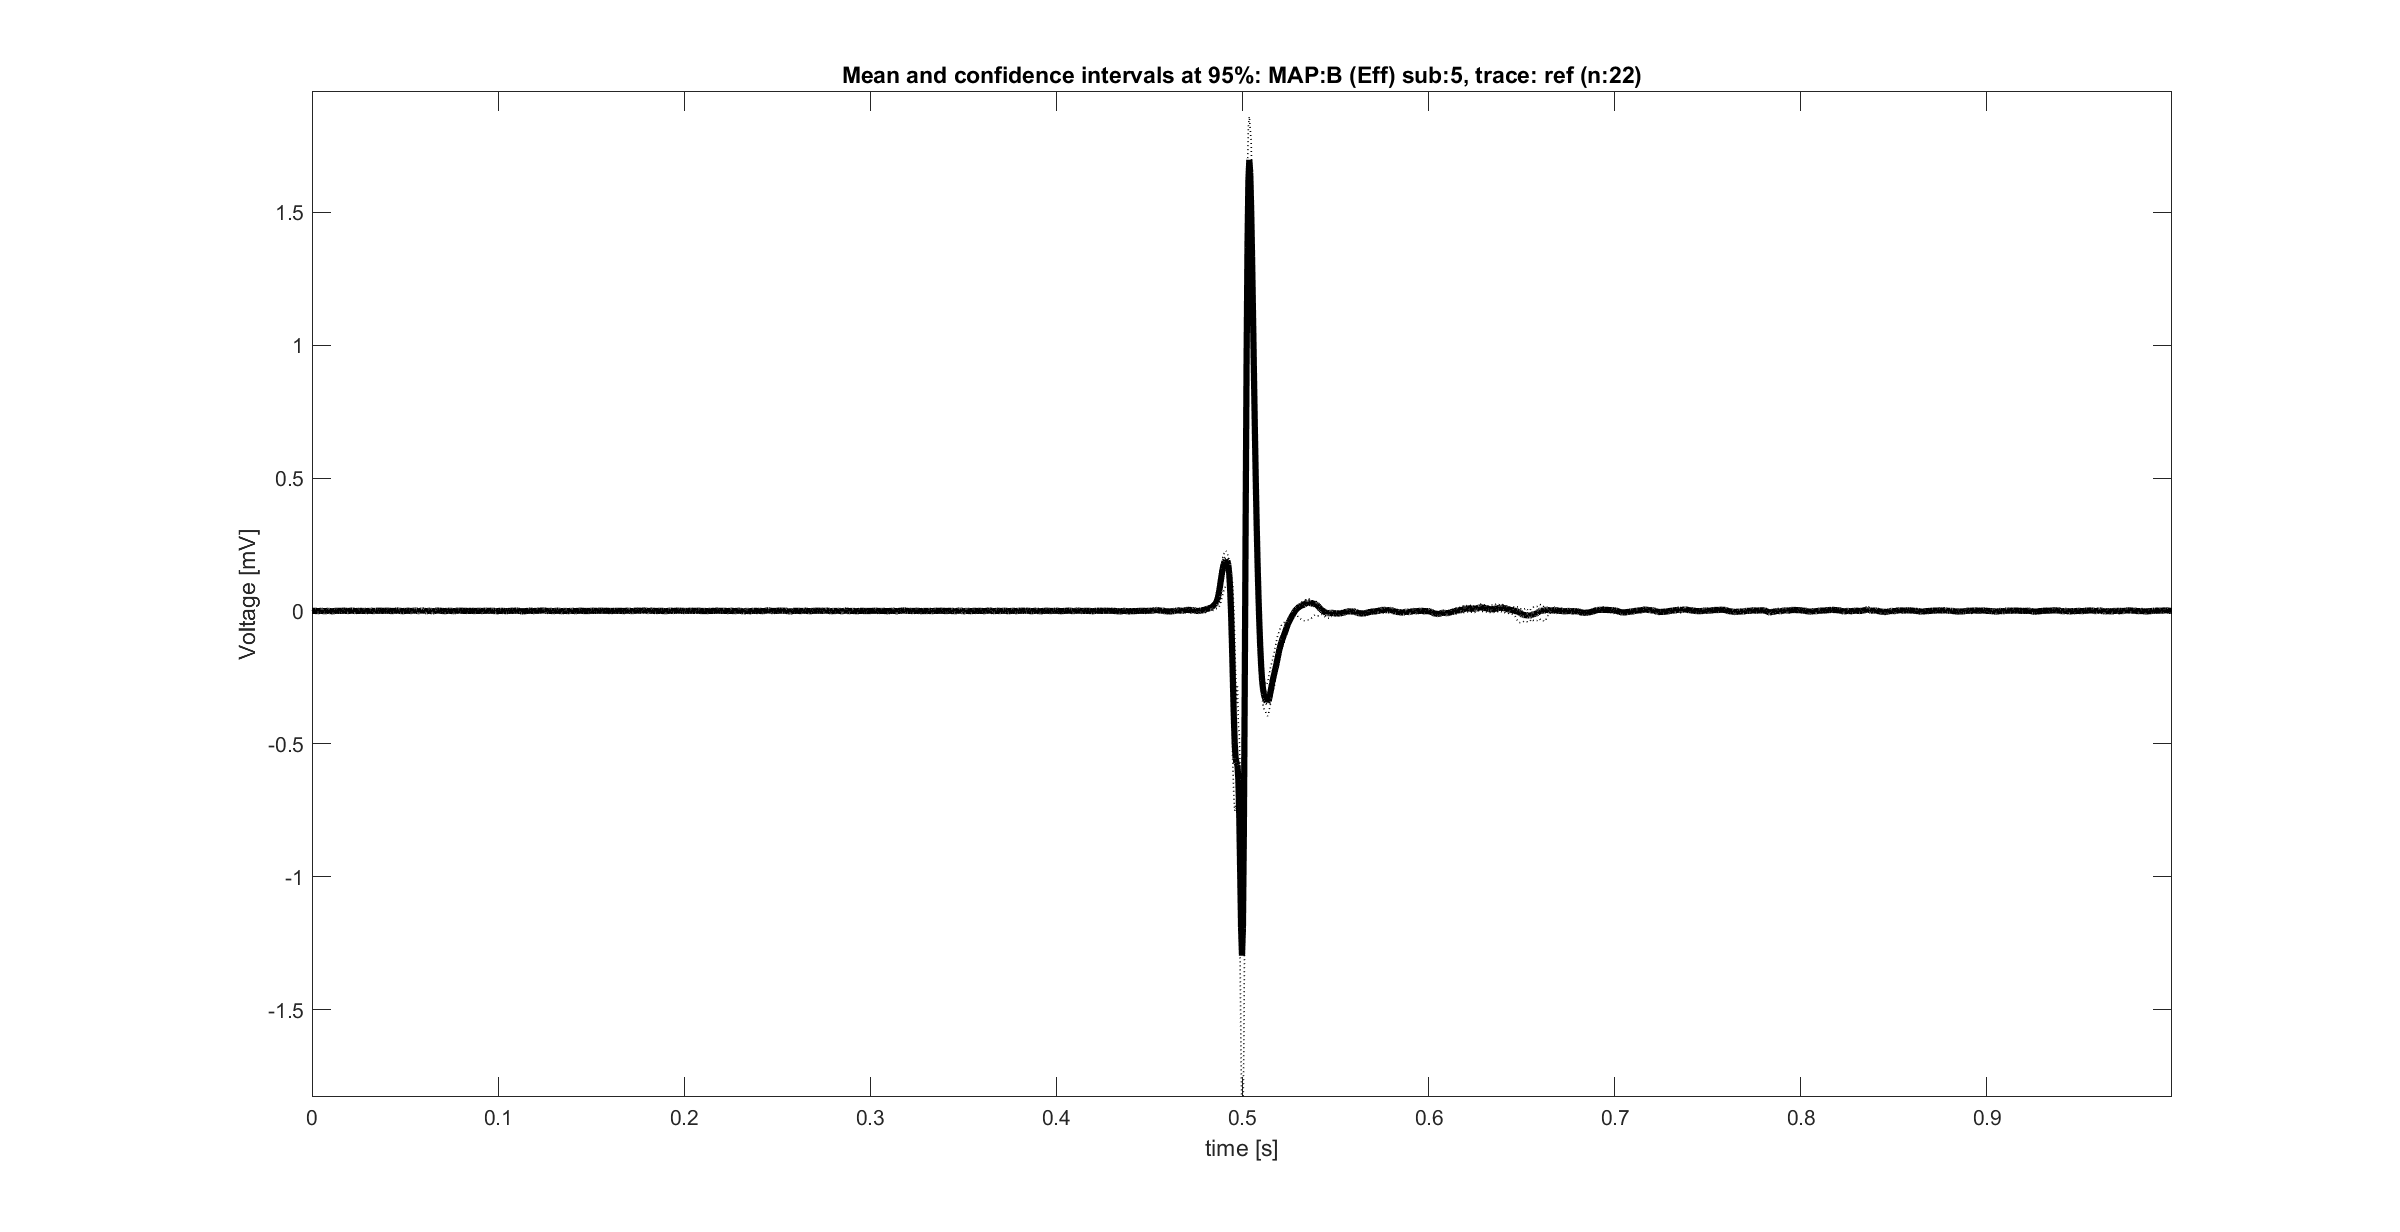 Mean and confidence intervals at 95%: MAP:B (Eff) sub:5, trace: ref (n:22)
1.5
1
0.5
0
-0.5
-1
-1.5
Voltage [mV]
0 0.1 0.2 0.3 0.4 0.5 0.6 0.7 0.8 0.9
time [s]